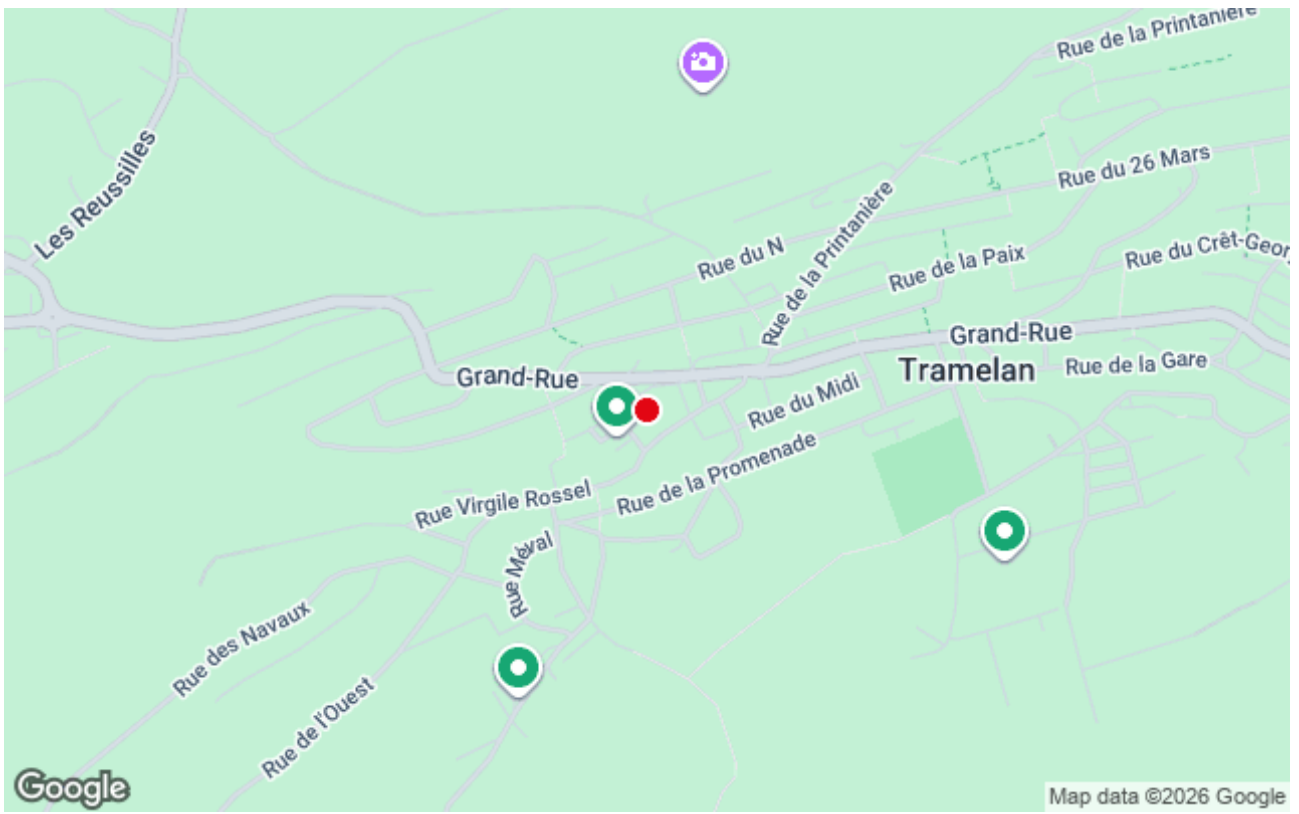 Rue de la Printanière
Les Reussilles
Rue du 26 Mars
Rue de la Printanière
Rue du N
Rue de la Paix
Rue du Crêt-Georg
Grand-Rue
Tramelan
Rue de la Gare
Grand-Rue
Rue du Midi
Rue de la Promenade
Rue Virgile Rossel
Rue Méval
Rue des Navaux
Rue de l'Ouest
Google
Map data ©2026 Google